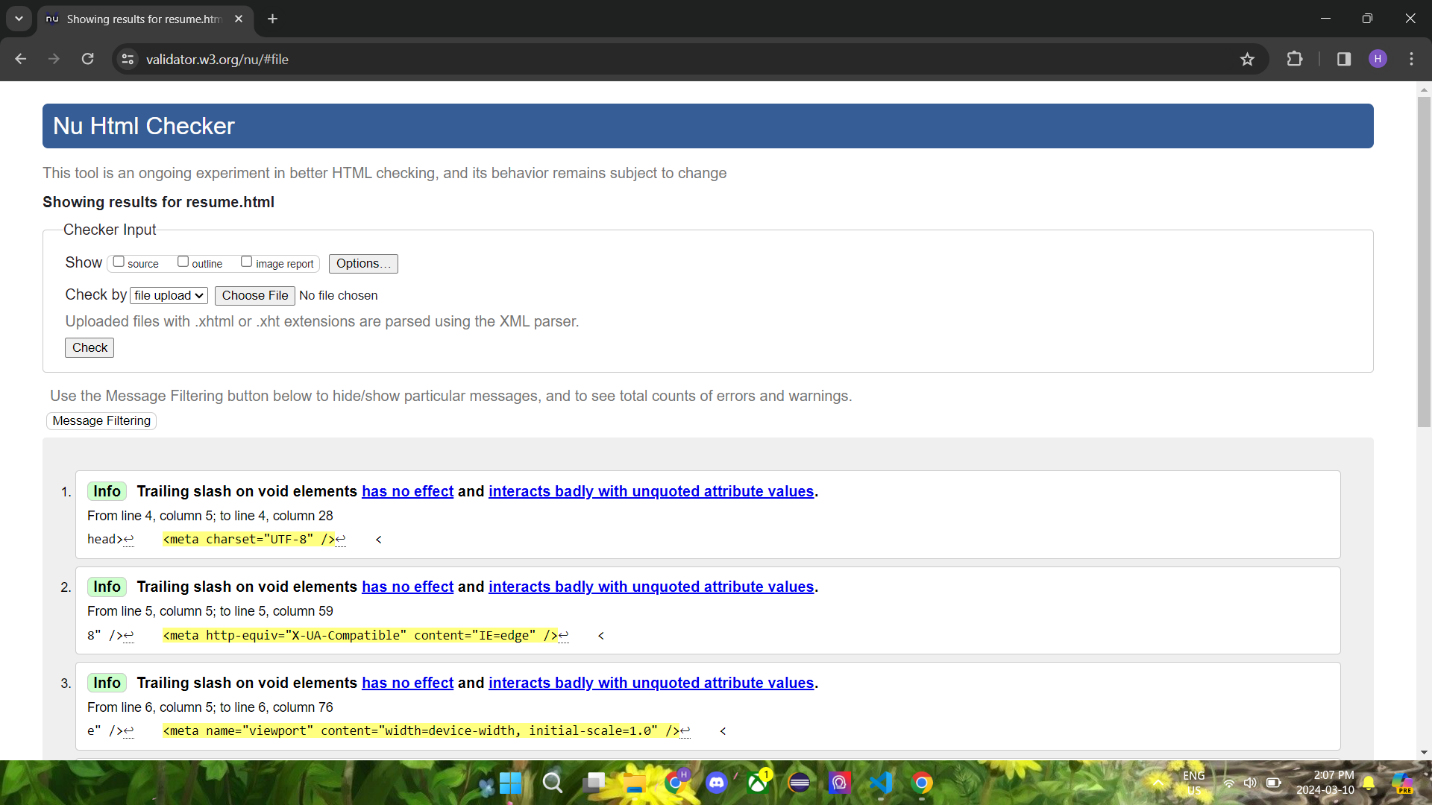 nu Showing results for resume.htm
validator.w3.org/nu/#file
H
Nu Html Checker
This tool is an ongoing experiment in better HTML checking, and its behavior remains subject to change
Showing results for resume.html
Checker Input
Show source outline image report Options…
Check by file upload Choose File No file chosen
Uploaded files with .xhtml or .xht extensions are parsed using the XML parser.
Check
Use the Message Filtering button below to hide/show particular messages, and to see total counts of errors and warnings.
Message Filtering
1. Info Trailing slash on void elements has no effect and interacts badly with unquoted attribute values.
From line 4, column 5; to line 4, column 28
head>↩ <meta charset="UTF-8" />↩ <
2. Info Trailing slash on void elements has no effect and interacts badly with unquoted attribute values.
From line 5, column 5; to line 5, column 59
8" />↩ <meta http-equiv="X-UA-Compatible" content="IE=edge" />↩ <
3. Info Trailing slash on void elements has no effect and interacts badly with unquoted attribute values.
From line 6, column 5; to line 6, column 76
e" />↩ <meta name="viewport" content="width=device-width, initial-scale=1.0" />↩ <
H 1 ENG 2:07 PM
US 2024-03-10 PRE